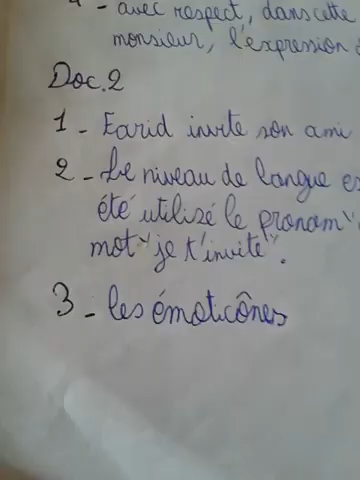 - avec respect, dans cette
monsieur, l'expression
Doc.2
1 - Farid invite son ami
2 - Le niveau de langue es
été utilisé le pronom"
mot "je t'invite".
3 - les émoticônes